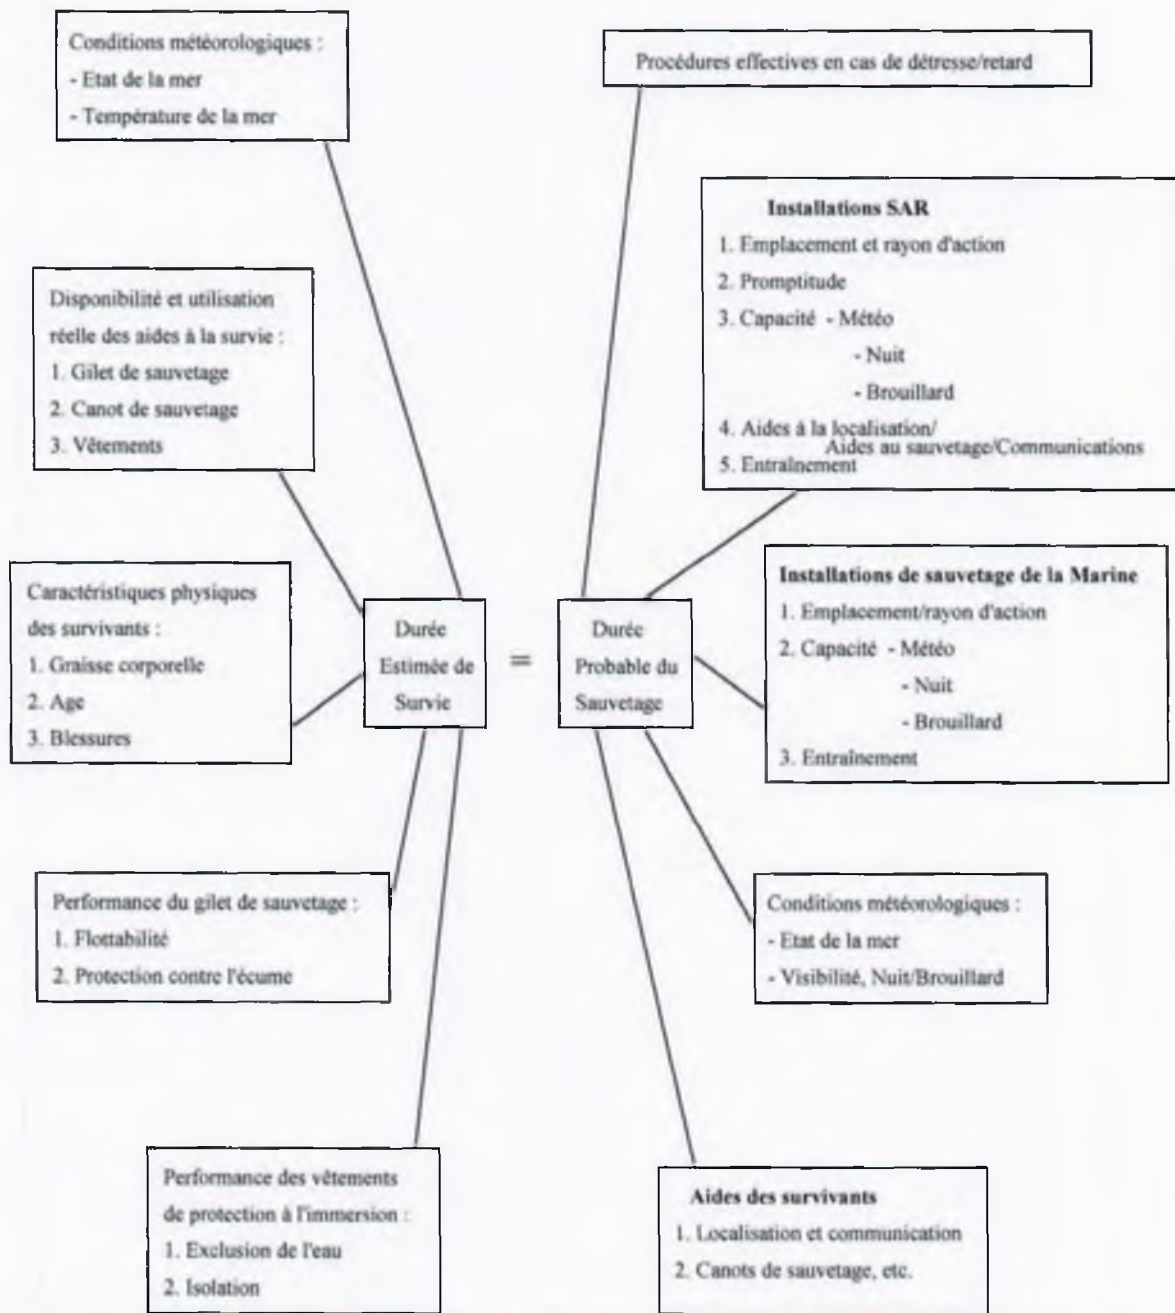 Conditions météorologiques :
- Etat de la mer
- Température de la mer
Procédures effectives en cas de détresse/retard
Installations SAR
1. Emplacement et rayon d'action
2. Promptitude
3. Capacité - Météo
- Nuit
- Brouillard
4. Aides à la localisation/
Aides au sauvetage/Communications
5. Entraînement
Disponibilité et utilisation
réelle des aides à la survie :
1. Gilet de sauvetage
2. Canot de sauvetage
3. Vêtements
Caractéristiques physiques
des survivants :
1. Graisse corporelle
2. Age
3. Blessures
Durée
Estimée de
Survie
=
Durée
Probable du
Sauvetage
Installations de sauvetage de la Marine
1. Emplacement/rayon d'action
2. Capacité - Météo
- Nuit
- Brouillard
3. Entraînement
Performance du gilet de sauvetage :
1. Flottabilité
2. Protection contre l'écume
Conditions météorologiques :
- Etat de la mer
- Visibilité, Nuit/Brouillard
Performance des vêtements
de protection à l'immersion :
1. Exclusion de l'eau
2. Isolation
Aides des survivants
1. Localisation et communication
2. Canots de sauvetage, etc.